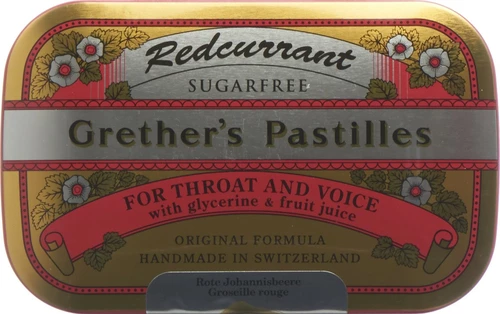 Redcurrant
SUGARFREE
Grether's Pastilles
FOR THROAT AND VOICE
with glycerine & fruit juice
ORIGINAL FORMULA
HANDMADE IN SWITZERLAND
Rote Johannisbeere
Groseille rouge